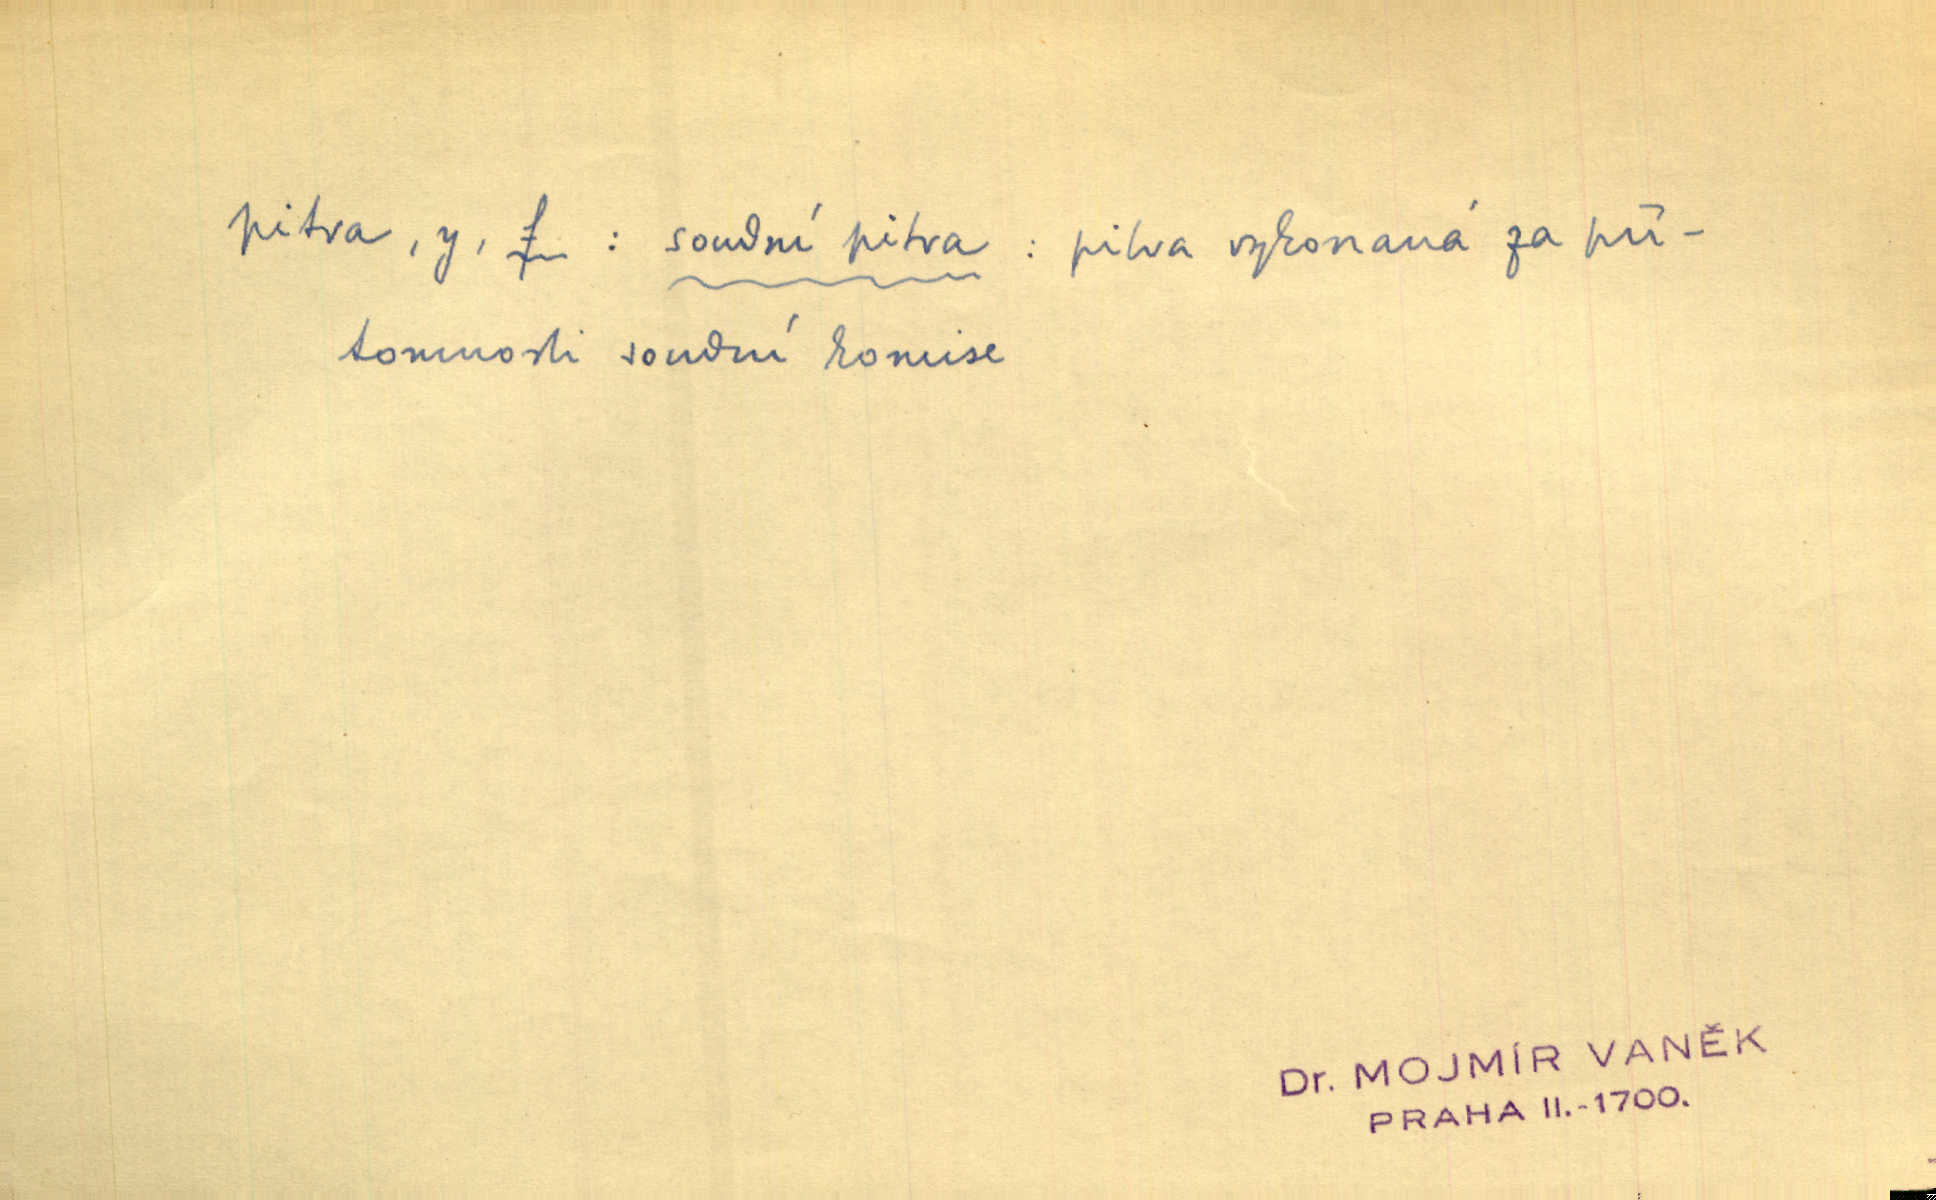 pitva, y, f : soudní pitva : pitva vykonaná za pří-
tomnosti soudní komise
Dr. MOJMÍR VANĚK
PRAHA II.-1700.